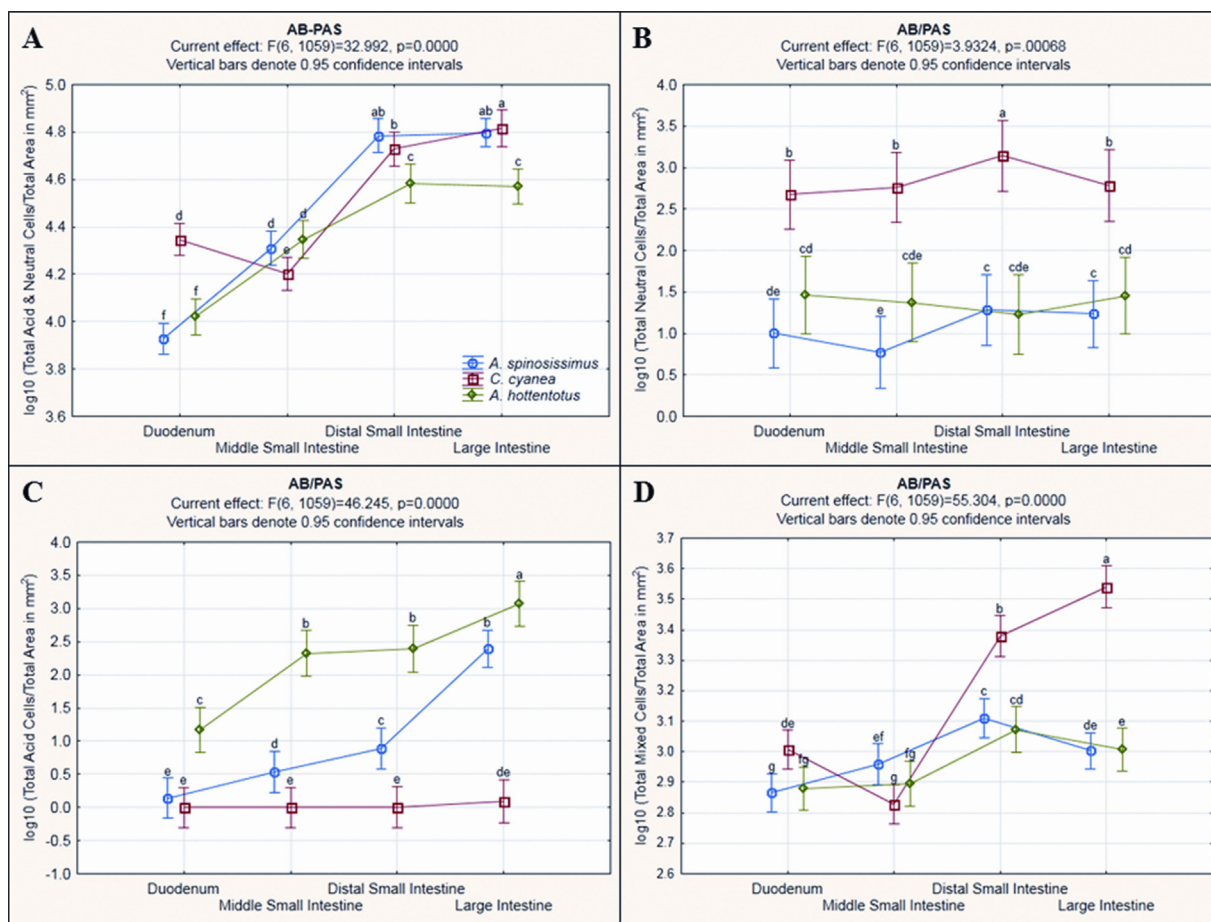 A
AB-PAS
Current effect: F(6, 1059)=32.992, p=0.0000
Vertical bars denote 0.95 confidence intervals
log10 (Total Acid & Neutral Cells/Total Area in mm²)
5.0
4.8
4.6
4.4
4.2
4.0
3.8
3.6
f
d
f
d
e
d
ab
b
c
ab
a
c
A. spinosissimus
C. cyanea
A. hottentotus
Duodenum
Distal Small Intestine
Middle Small Intestine
Large Intestine
B
AB/PAS
Current effect: F(6, 1059)=3.9324, p=.00068
Vertical bars denote 0.95 confidence intervals
log10 (Total Neutral Cells/Total Area in mm²)
4.0
3.5
3.0
2.5
2.0
1.5
1.0
0.5
0.0
de
b
cd
e
b
cde
c
a
cde
c
b
cd
Duodenum
Distal Small Intestine
Middle Small Intestine
Large Intestine
C
AB/PAS
Current effect: F(6, 1059)=46.245, p=0.0000
Vertical bars denote 0.95 confidence intervals
log10 (Total Acid Cells/Total Area in mm²)
4.0
3.5
3.0
2.5
2.0
1.5
1.0
0.5
0.0
-0.5
-1.0
e
e
c
d
e
b
c
e
b
b
de
a
Duodenum
Distal Small Intestine
Middle Small Intestine
Large Intestine
D
AB/PAS
Current effect: F(6, 1059)=55.304, p=0.0000
Vertical bars denote 0.95 confidence intervals
log10 (Total Mixed Cells/Total Area in mm²)
3.7
3.6
3.5
3.4
3.3
3.2
3.1
3.0
2.9
2.8
2.7
2.6
g
de
fg
ef
g
fg
c
b
cd
de
a
e
Duodenum
Distal Small Intestine
Middle Small Intestine
Large Intestine